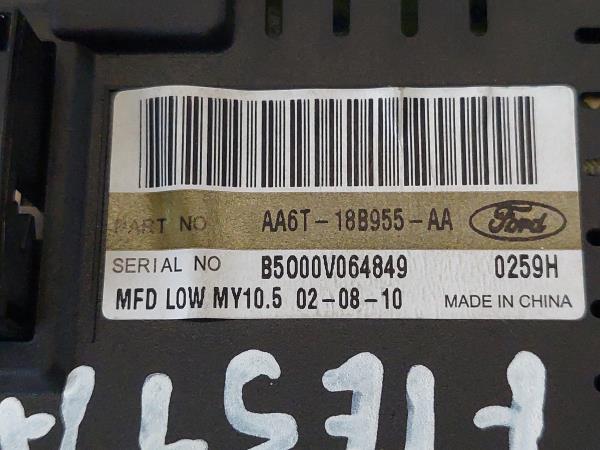 PART NO AA6T-18B955-AA Ford
SERIAL NO B5000V064849 0259H
MFD LOW MY10.5 02-08-10 MADE IN CHINA